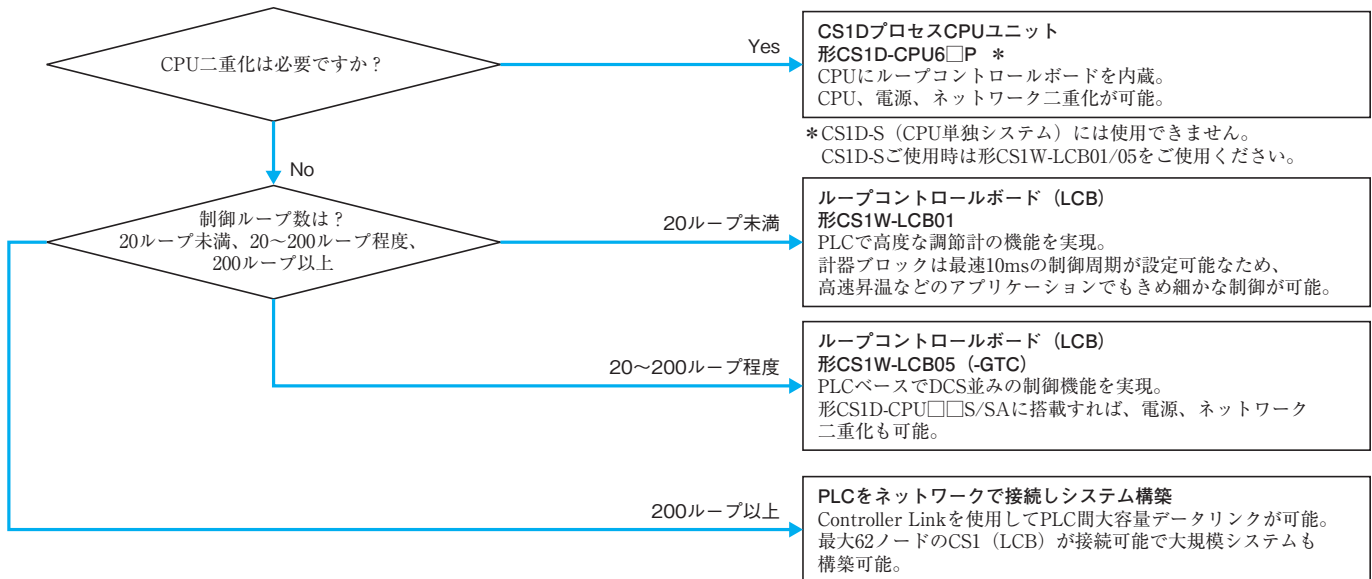 CPU二重化は必要ですか？
Yes
CS1DプロセスCPUユニット
形CS1D-CPU6□P ＊
CPUにループコントロールボードを内蔵。
CPU、電源、ネットワーク二重化が可能。
＊CS1D-S（CPU単独システム）には使用できません。
CS1D-Sご使用時は形CS1W-LCB01/05をご使用ください。
No
制御ループ数は？
20ループ未満、20～200ループ程度、
200ループ以上
20ループ未満
ループコントロールボード（LCB）
形CS1W-LCB01
PLCで高度な調節計の機能を実現。
計器ブロックは最速10msの制御周期が設定可能なため、
高速昇温などのアプリケーションでもきめ細かな制御が可能。
20～200ループ程度
ループコントロールボード（LCB）
形CS1W-LCB05（-GTC）
PLCベースでDCS並みの制御機能を実現。
形CS1D-CPU□□S/SAに搭載すれば、電源、ネットワーク
二重化も可能。
200ループ以上
PLCをネットワークで接続しシステム構築
Controller Linkを使用してPLC間大容量データリンクが可能。
最大62ノードのCS1（LCB）が接続可能で大規模システムも
構築可能。